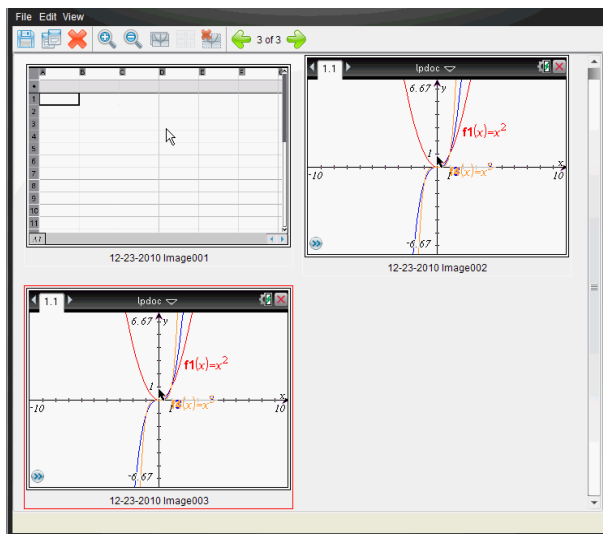 File Edit View
3 of 3
A B C D E
1
2
3
4
5
6
7
8
9
10
11
12-23-2010 Image001
1.1 lpdoc
6.67 y
f1(x)=x²
1
x
-10 1 (x)=x 10
-6.67
12-23-2010 Image002
1.1 lpdoc
6.67 y
f1(x)=x²
1
x
-10 1 (x)=x 10
-6.67
12-23-2010 Image003